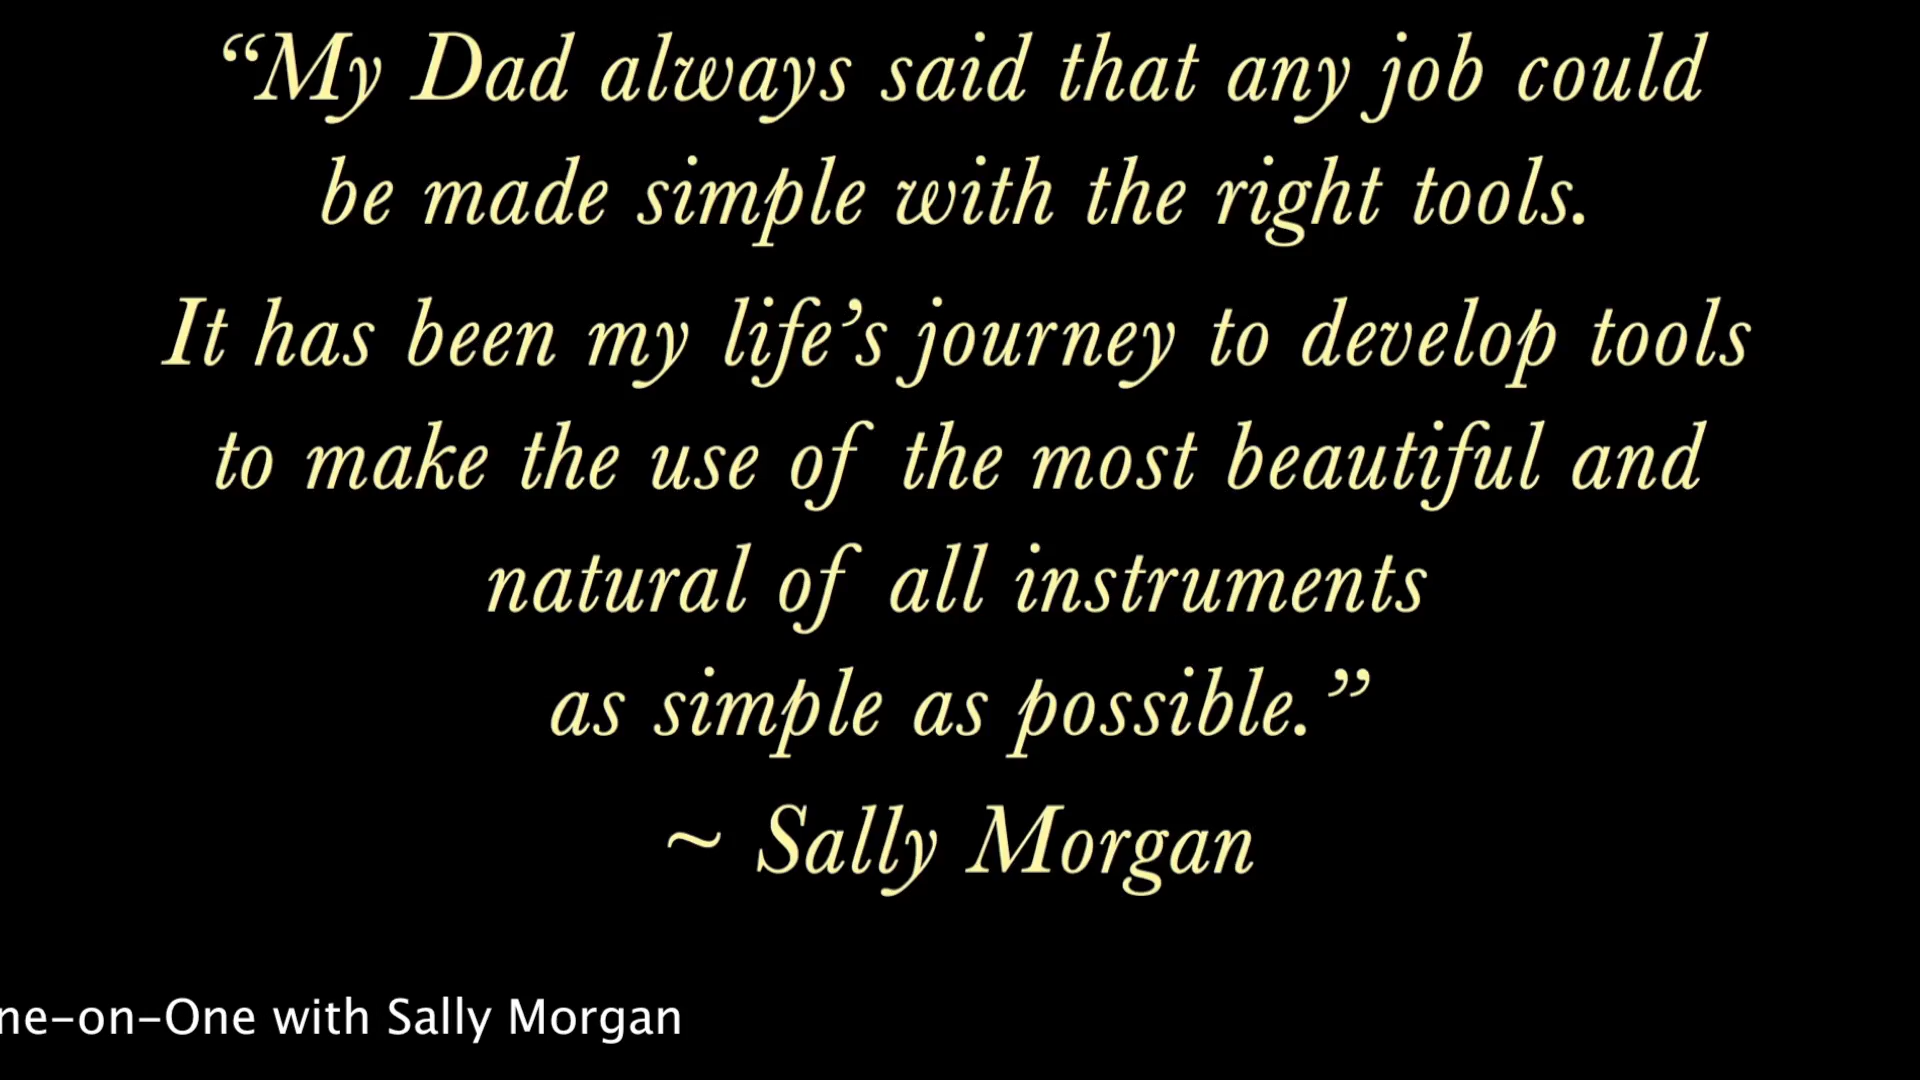 “My Dad always said that any job could
be made simple with the right tools.
It has been my life’s journey to develop tools
to make the use of the most beautiful and
natural of all instruments
as simple as possible.”
~ Sally Morgan
ne-on-One with Sally Morgan